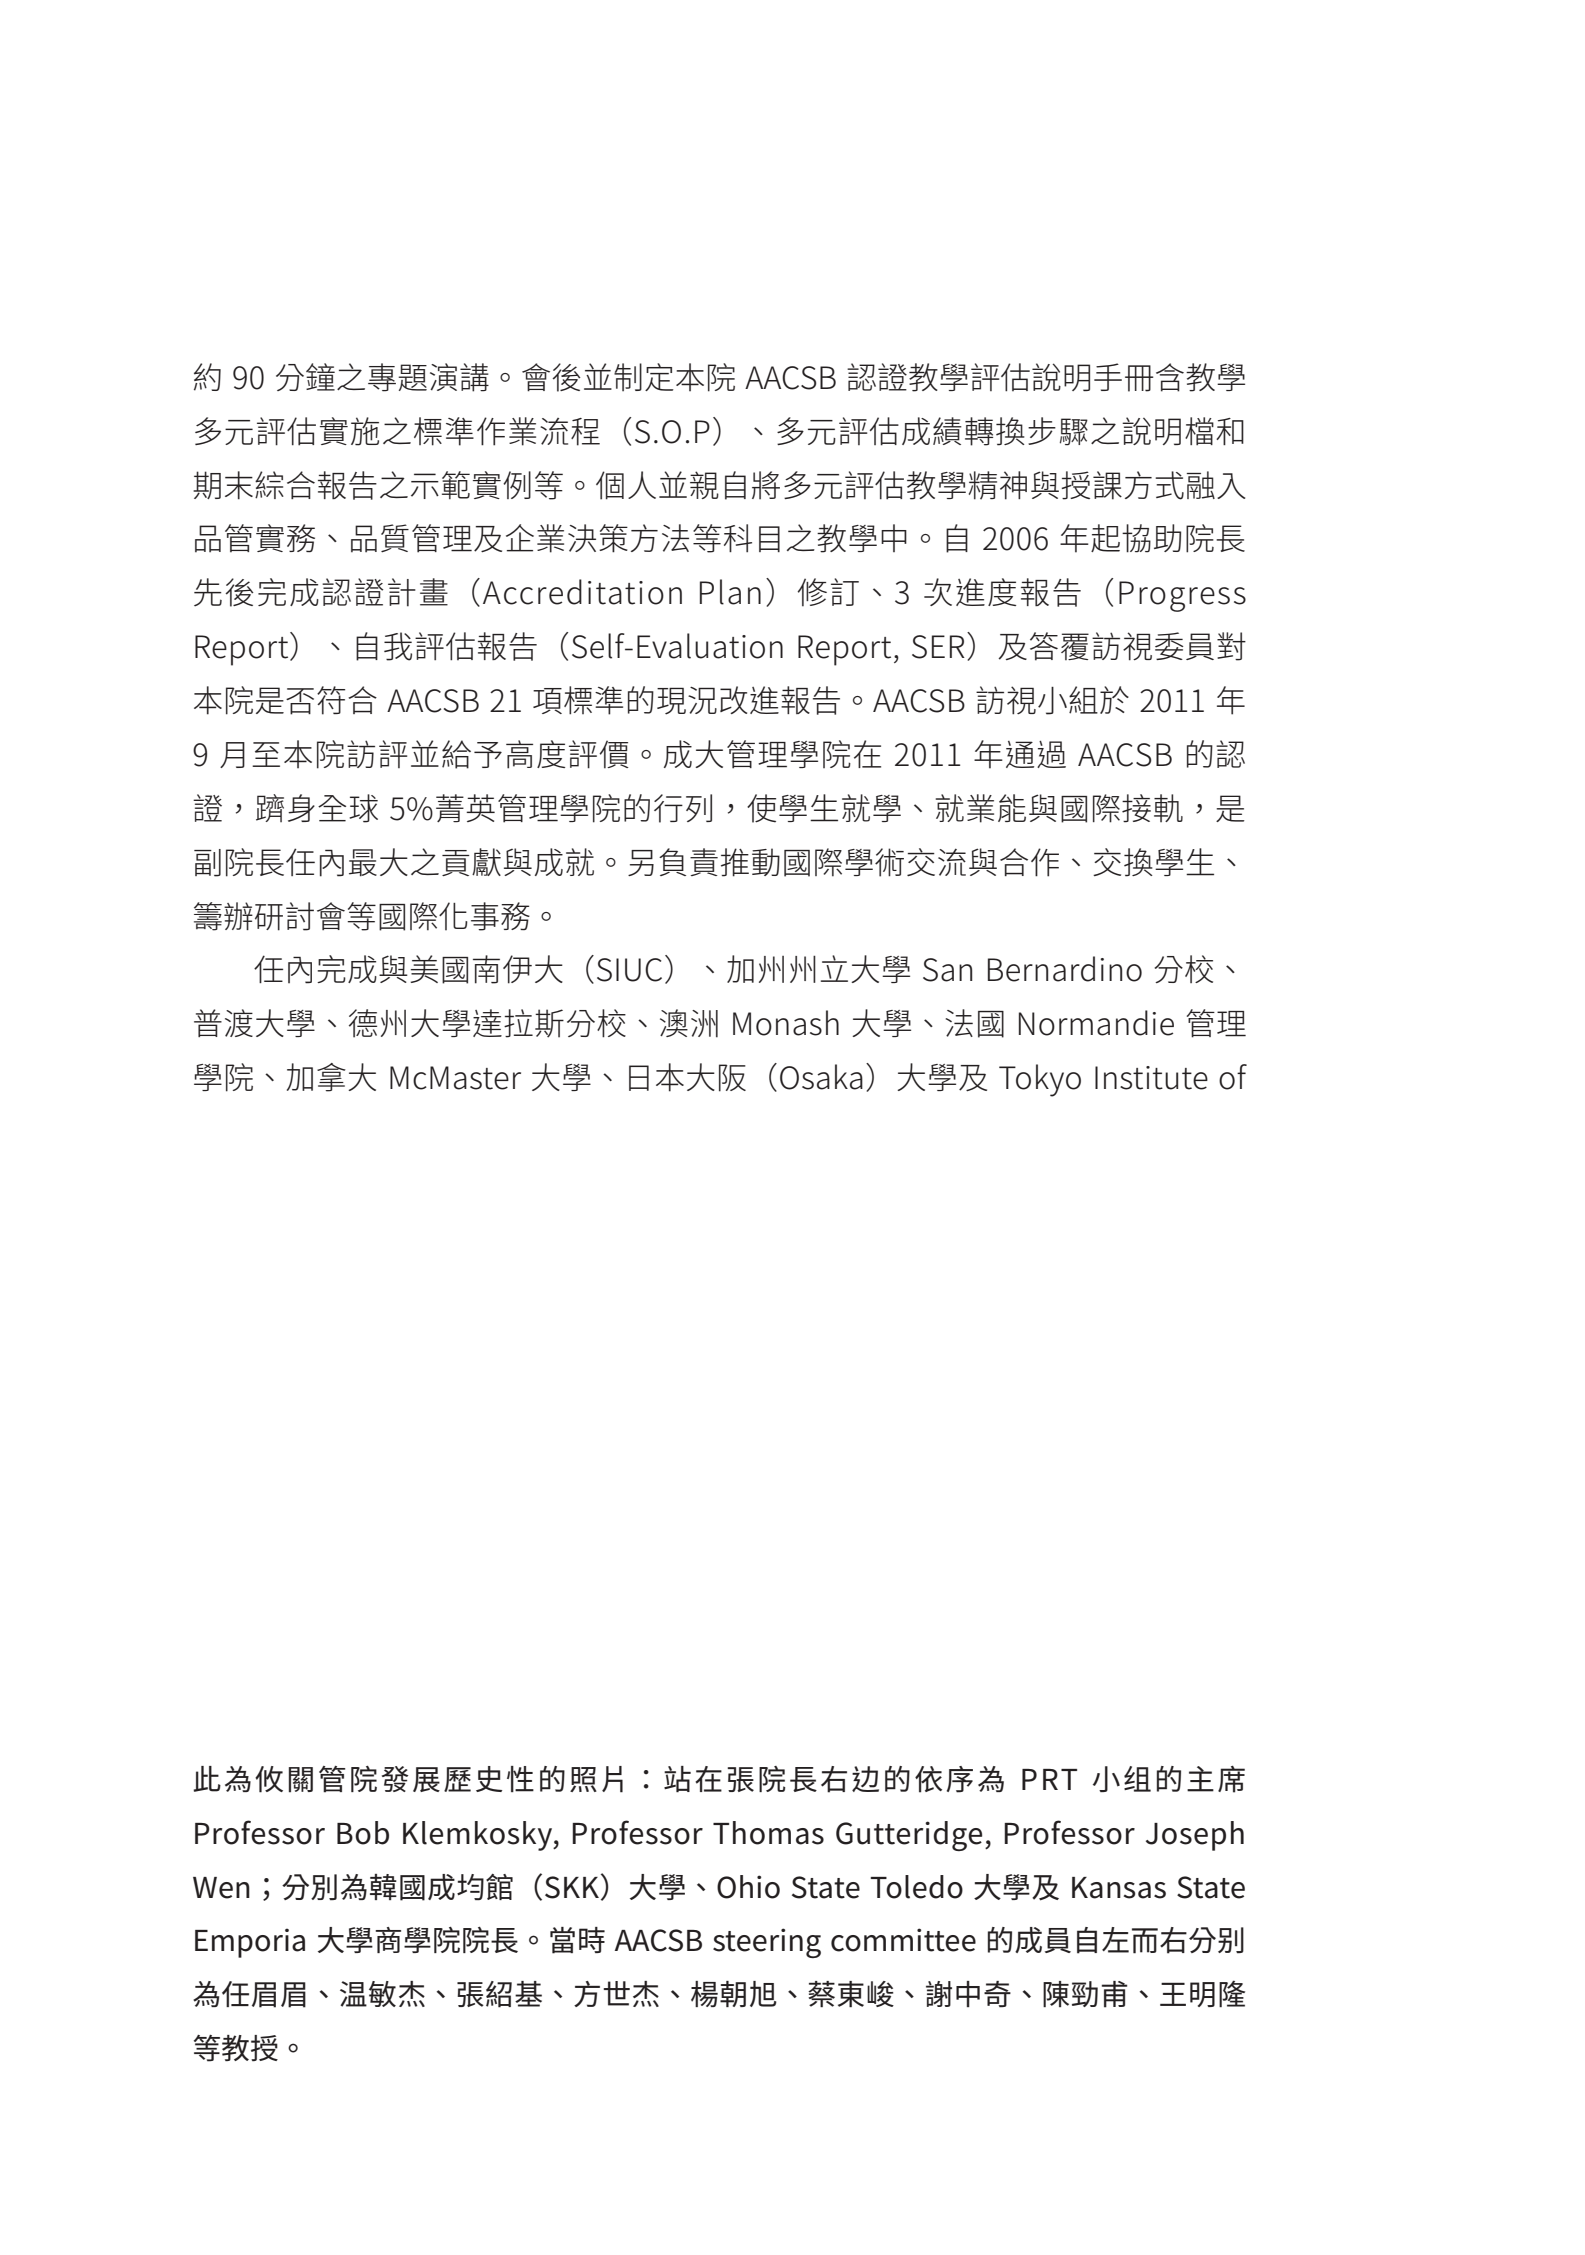 約 90 分鐘之專題演講。會後並制定本院 AACSB 認證教學評估說明手冊含教學
多元評估實施之標準作業流程（S.O.P）、多元評估成績轉換步驟之說明檔和
期末綜合報告之示範實例等。個人並親自將多元評估教學精神與授課方式融入
品管實務、品質管理及企業決策方法等科目之教學中。自 2006 年起協助院長
先後完成認證計畫（Accreditation Plan）修訂、3 次進度報告（Progress
Report）、自我評估報告（Self-Evaluation Report, SER）及答覆訪視委員對
本院是否符合 AACSB 21 項標準的現況改進報告。AACSB 訪視小組於 2011 年
9 月至本院訪評並給予高度評價。成大管理學院在 2011 年通過 AACSB 的認
證，躋身全球 5%菁英管理學院的行列，使學生就學、就業能與國際接軌，是
副院長任內最大之貢獻與成就。另負責推動國際學術交流與合作、交換學生、
籌辦研討會等國際化事務。
任內完成與美國南伊大（SIUC）、加州州立大學 San Bernardino 分校、
普渡大學、德州大學達拉斯分校、澳洲 Monash 大學、法國 Normandie 管理
學院、加拿大 McMaster 大學、日本大阪（Osaka）大學及 Tokyo Institute of
此為攸關管院發展歷史性的照片：站在張院長右边的依序為 PRT 小组的主席
Professor Bob Klemkosky, Professor Thomas Gutteridge, Professor Joseph
Wen；分別為韓國成均館（SKK）大學、Ohio State Toledo 大學及 Kansas State
Emporia 大學商學院院長。當時 AACSB steering committee 的成員自左而右分别
為任眉眉、温敏杰、張紹基、方世杰、楊朝旭、蔡東峻、謝中奇、陳勁甫、王明隆
等教授。